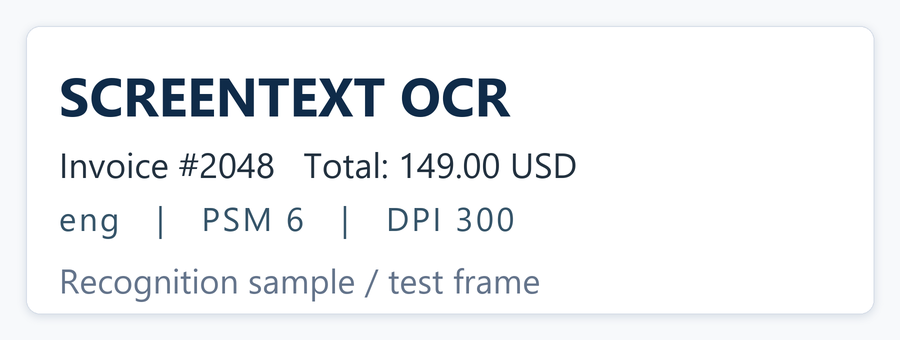 SCREENTEXT OCR
Invoice #2048 Total: 149.00 USD
eng | PSM 6 | DPI 300
Recognition sample / test frame